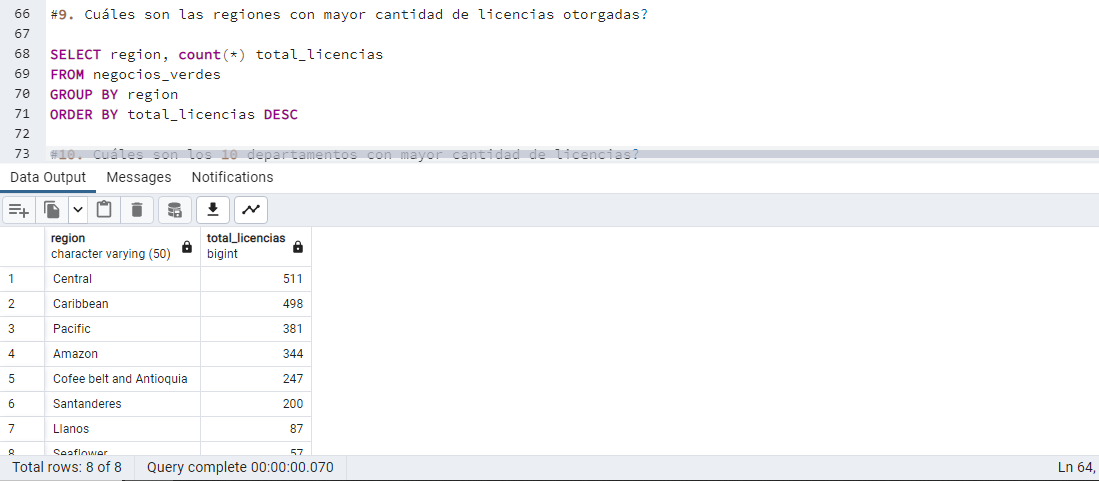 66 #9. Cuáles son las regiones con mayor cantidad de licencias otorgadas?
67
68 SELECT region, count(*) total_licencias
69 FROM negocios_verdes
70 GROUP BY region
71 ORDER BY total_licencias DESC
72
73 #10. Cuáles son los 10 departamentos con mayor cantidad de licencias?
Data Output Messages Notifications
region total_licencias
character varying (50) bigint
1 Central 511
2 Caribbean 498
3 Pacific 381
4 Amazon 344
5 Cofee belt and Antioquia 247
6 Santanderes 200
7 Llanos 87
8 Seaflower 57
Total rows: 8 of 8 Query complete 00:00:00.070 Ln 64,